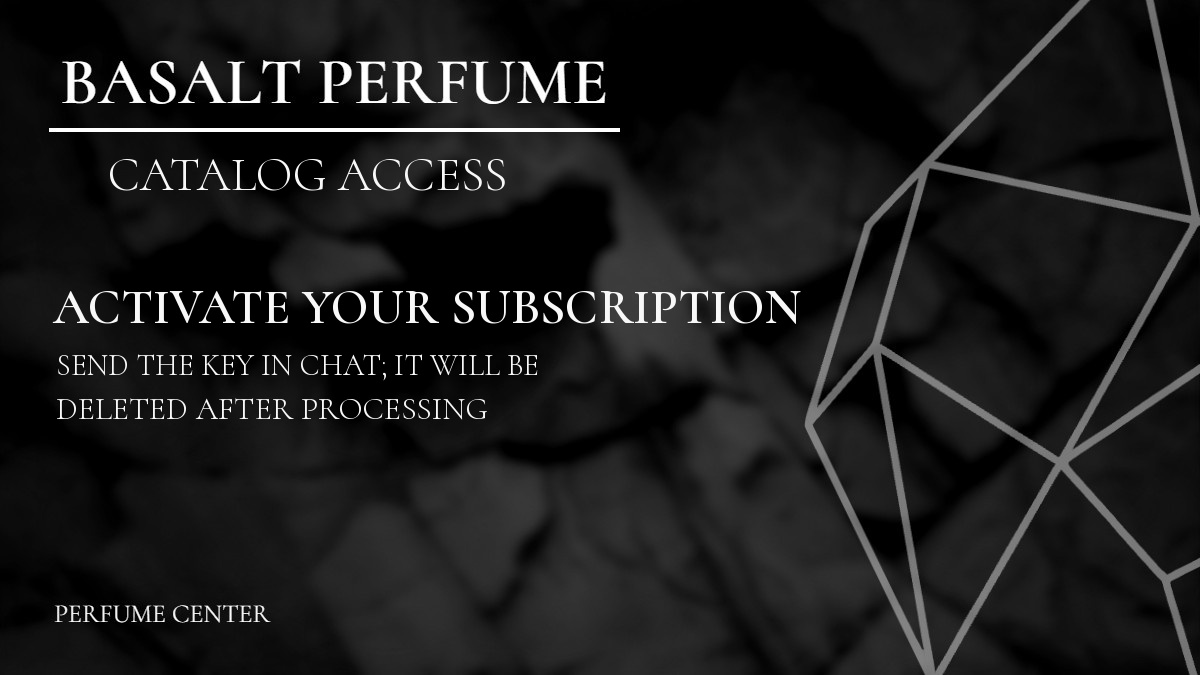 BASALT PERFUME
CATALOG ACCESS
ACTIVATE YOUR SUBSCRIPTION
SEND THE KEY IN CHAT; IT WILL BE
DELETED AFTER PROCESSING
PERFUME CENTER